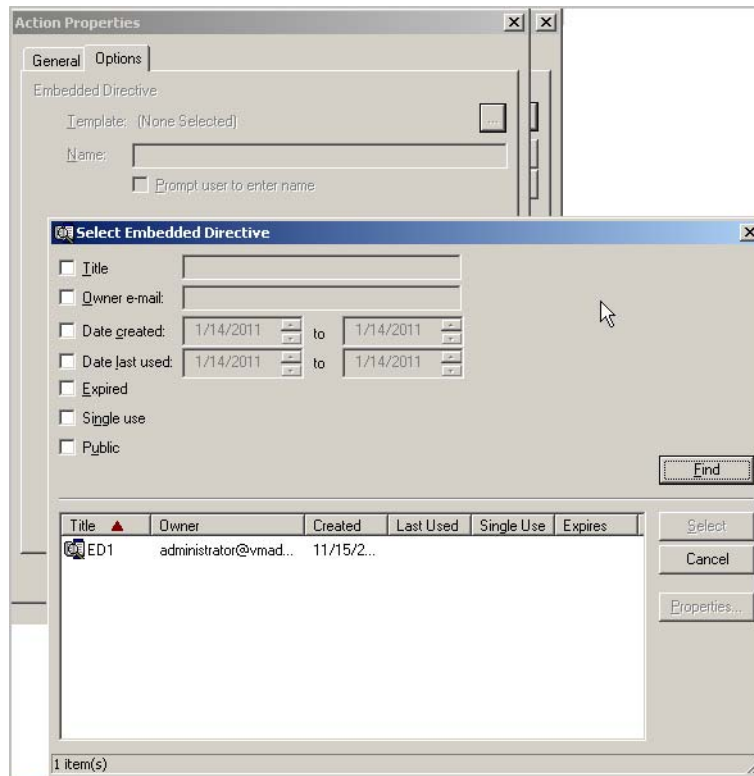 Action Properties
General Options
Embedded Directive
Template: (None Selected) ...
Name:
Prompt user to enter name
Select Embedded Directive
Title
Owner e-mail:
Date created: 1/14/2011 to 1/14/2011
Date last used: 1/14/2011 to 1/14/2011
Expired
Single use
Public
Find
Title Owner Created Last Used Single Use Expires
ED1 administrator@vmad... 11/15/2...
Select
Cancel
Properties...
1 item(s)